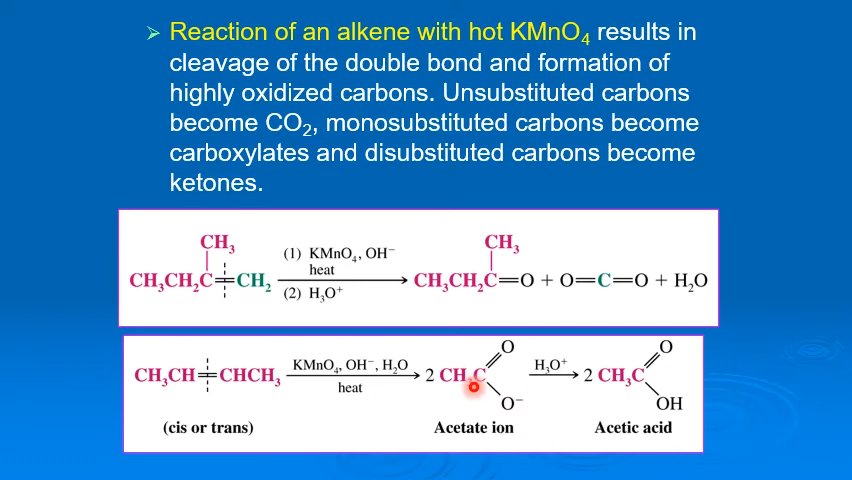 Reaction of an alkene with hot KMnO₄ results in
cleavage of the double bond and formation of
highly oxidized carbons. Unsubstituted carbons
become CO₂, monosubstituted carbons become
carboxylates and disubstituted carbons become
ketones.
CH₃
CH₃
(1) KMnO₄, OH⁻
heat
CH₃CH₂C=CH₂
CH₃CH₂C=O + O=C=O + H₂O
(2) H₃O⁺
O
O
KMnO₄, OH⁻, H₂O
H₃O⁺
CH₃CH=CHCH₃
2 CH₃C
2 CH₃C
heat
O⁻
OH
(cis or trans)
Acetate ion
Acetic acid